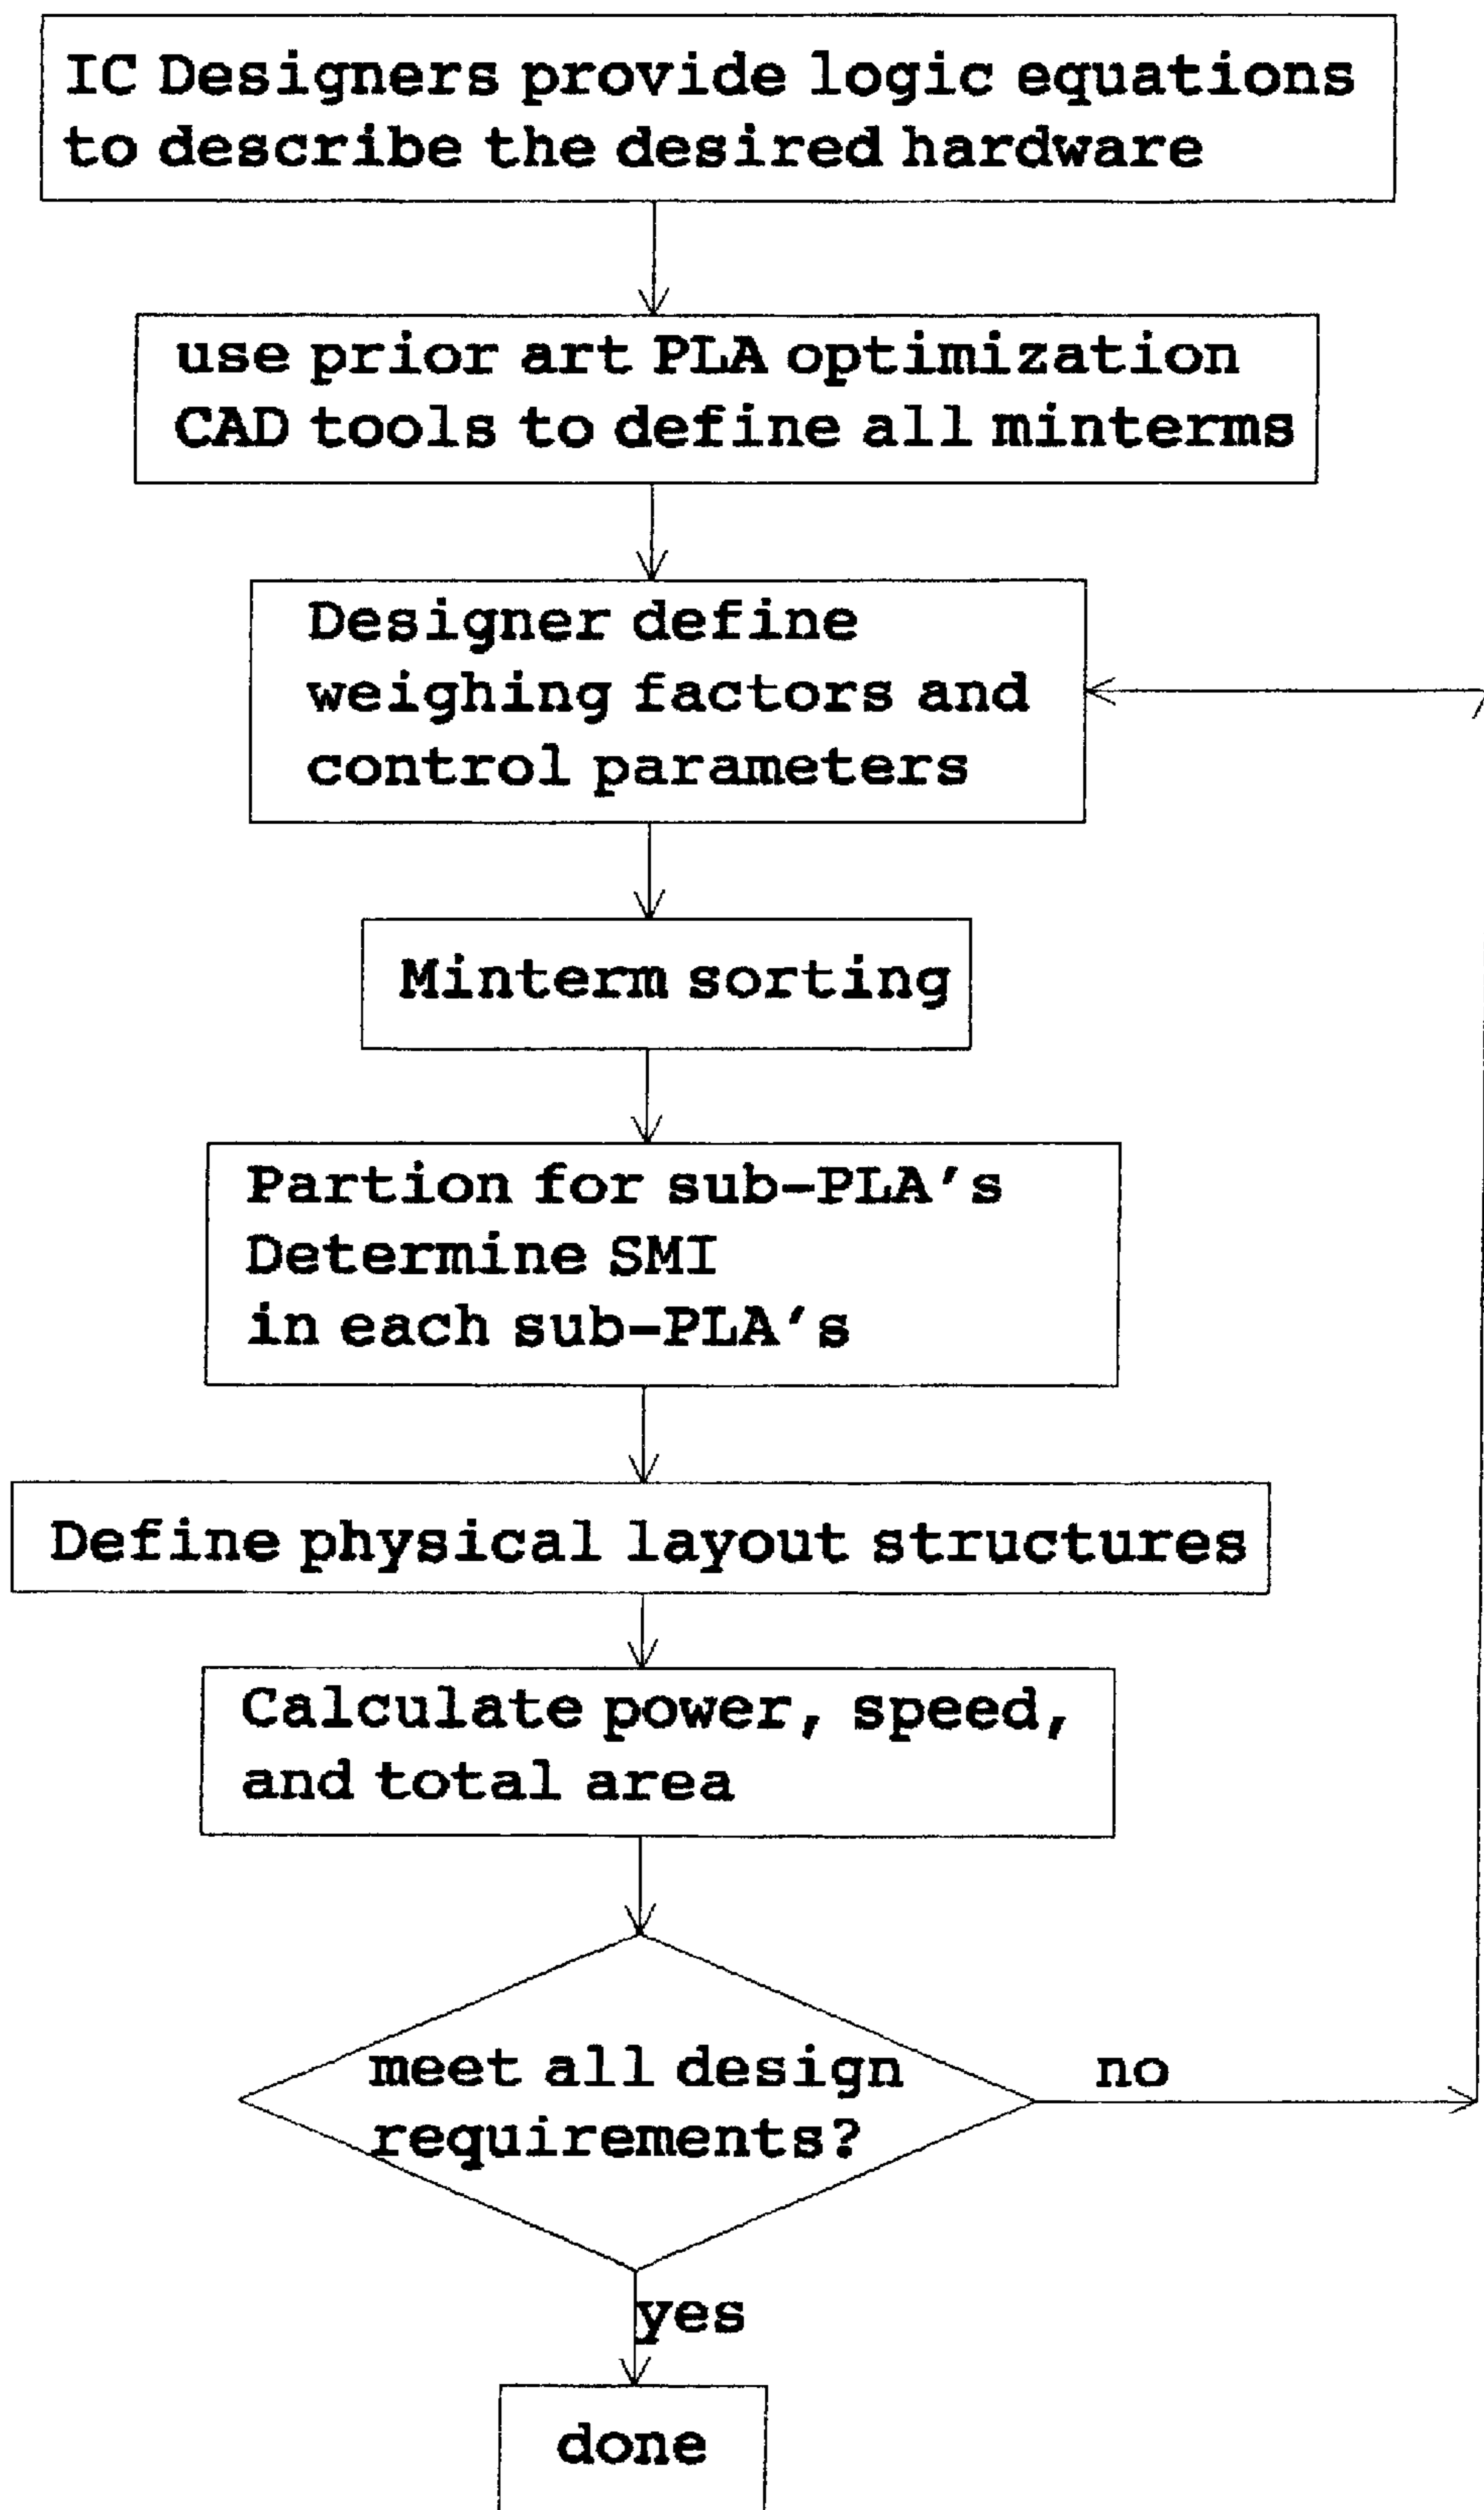 IC Designers provide logic equations
to describe the desired hardware
use prior art PLA optimization
CAD tools to define all minterms
Designer define
weighing factors and
control parameters
Minterm sorting
Partion for sub-PLA's
Determine SMI
in each sub-PLA's
Define physical layout structures
Calculate power, speed,
and total area
meet all design
requirements?
no
yes
done